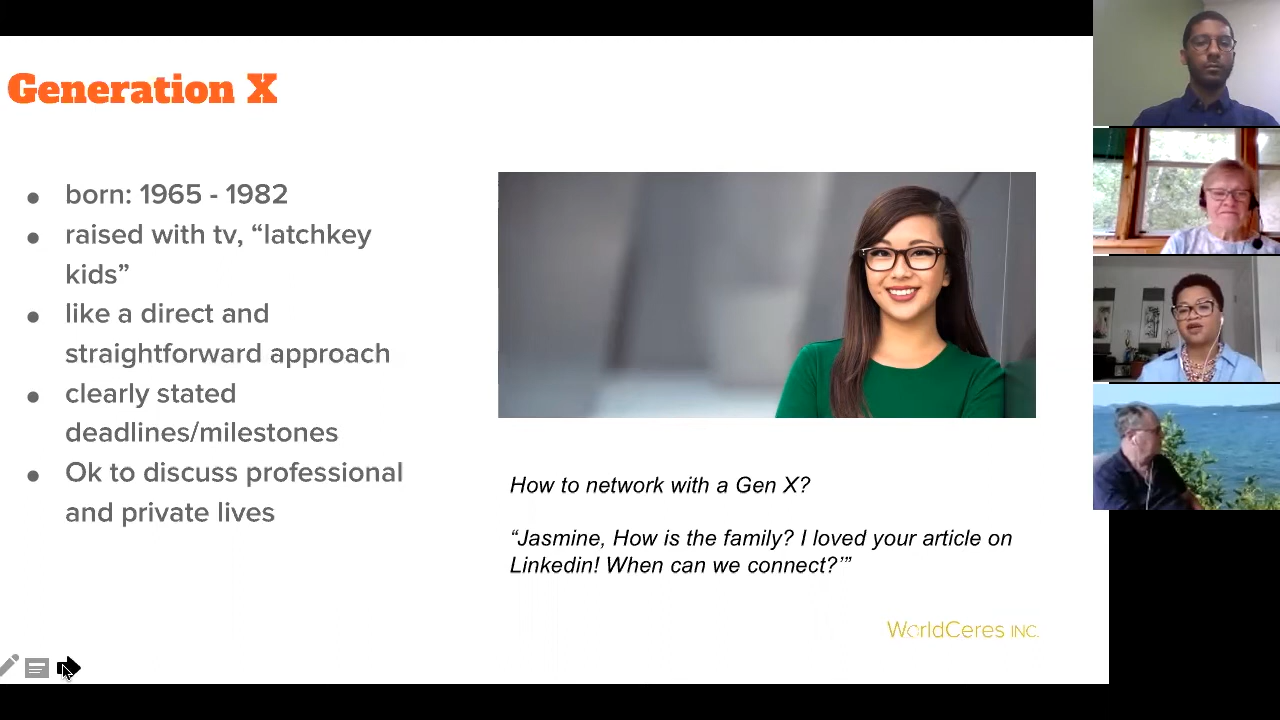 Generation X
born: 1965 - 1982
raised with tv, “latchkey
kids”
like a direct and
straightforward approach
clearly stated
deadlines/milestones
Ok to discuss professional
and private lives
How to network with a Gen X?
“Jasmine, How is the family? I loved your article on
Linkedin! When can we connect?’”
WorldCeres INC.